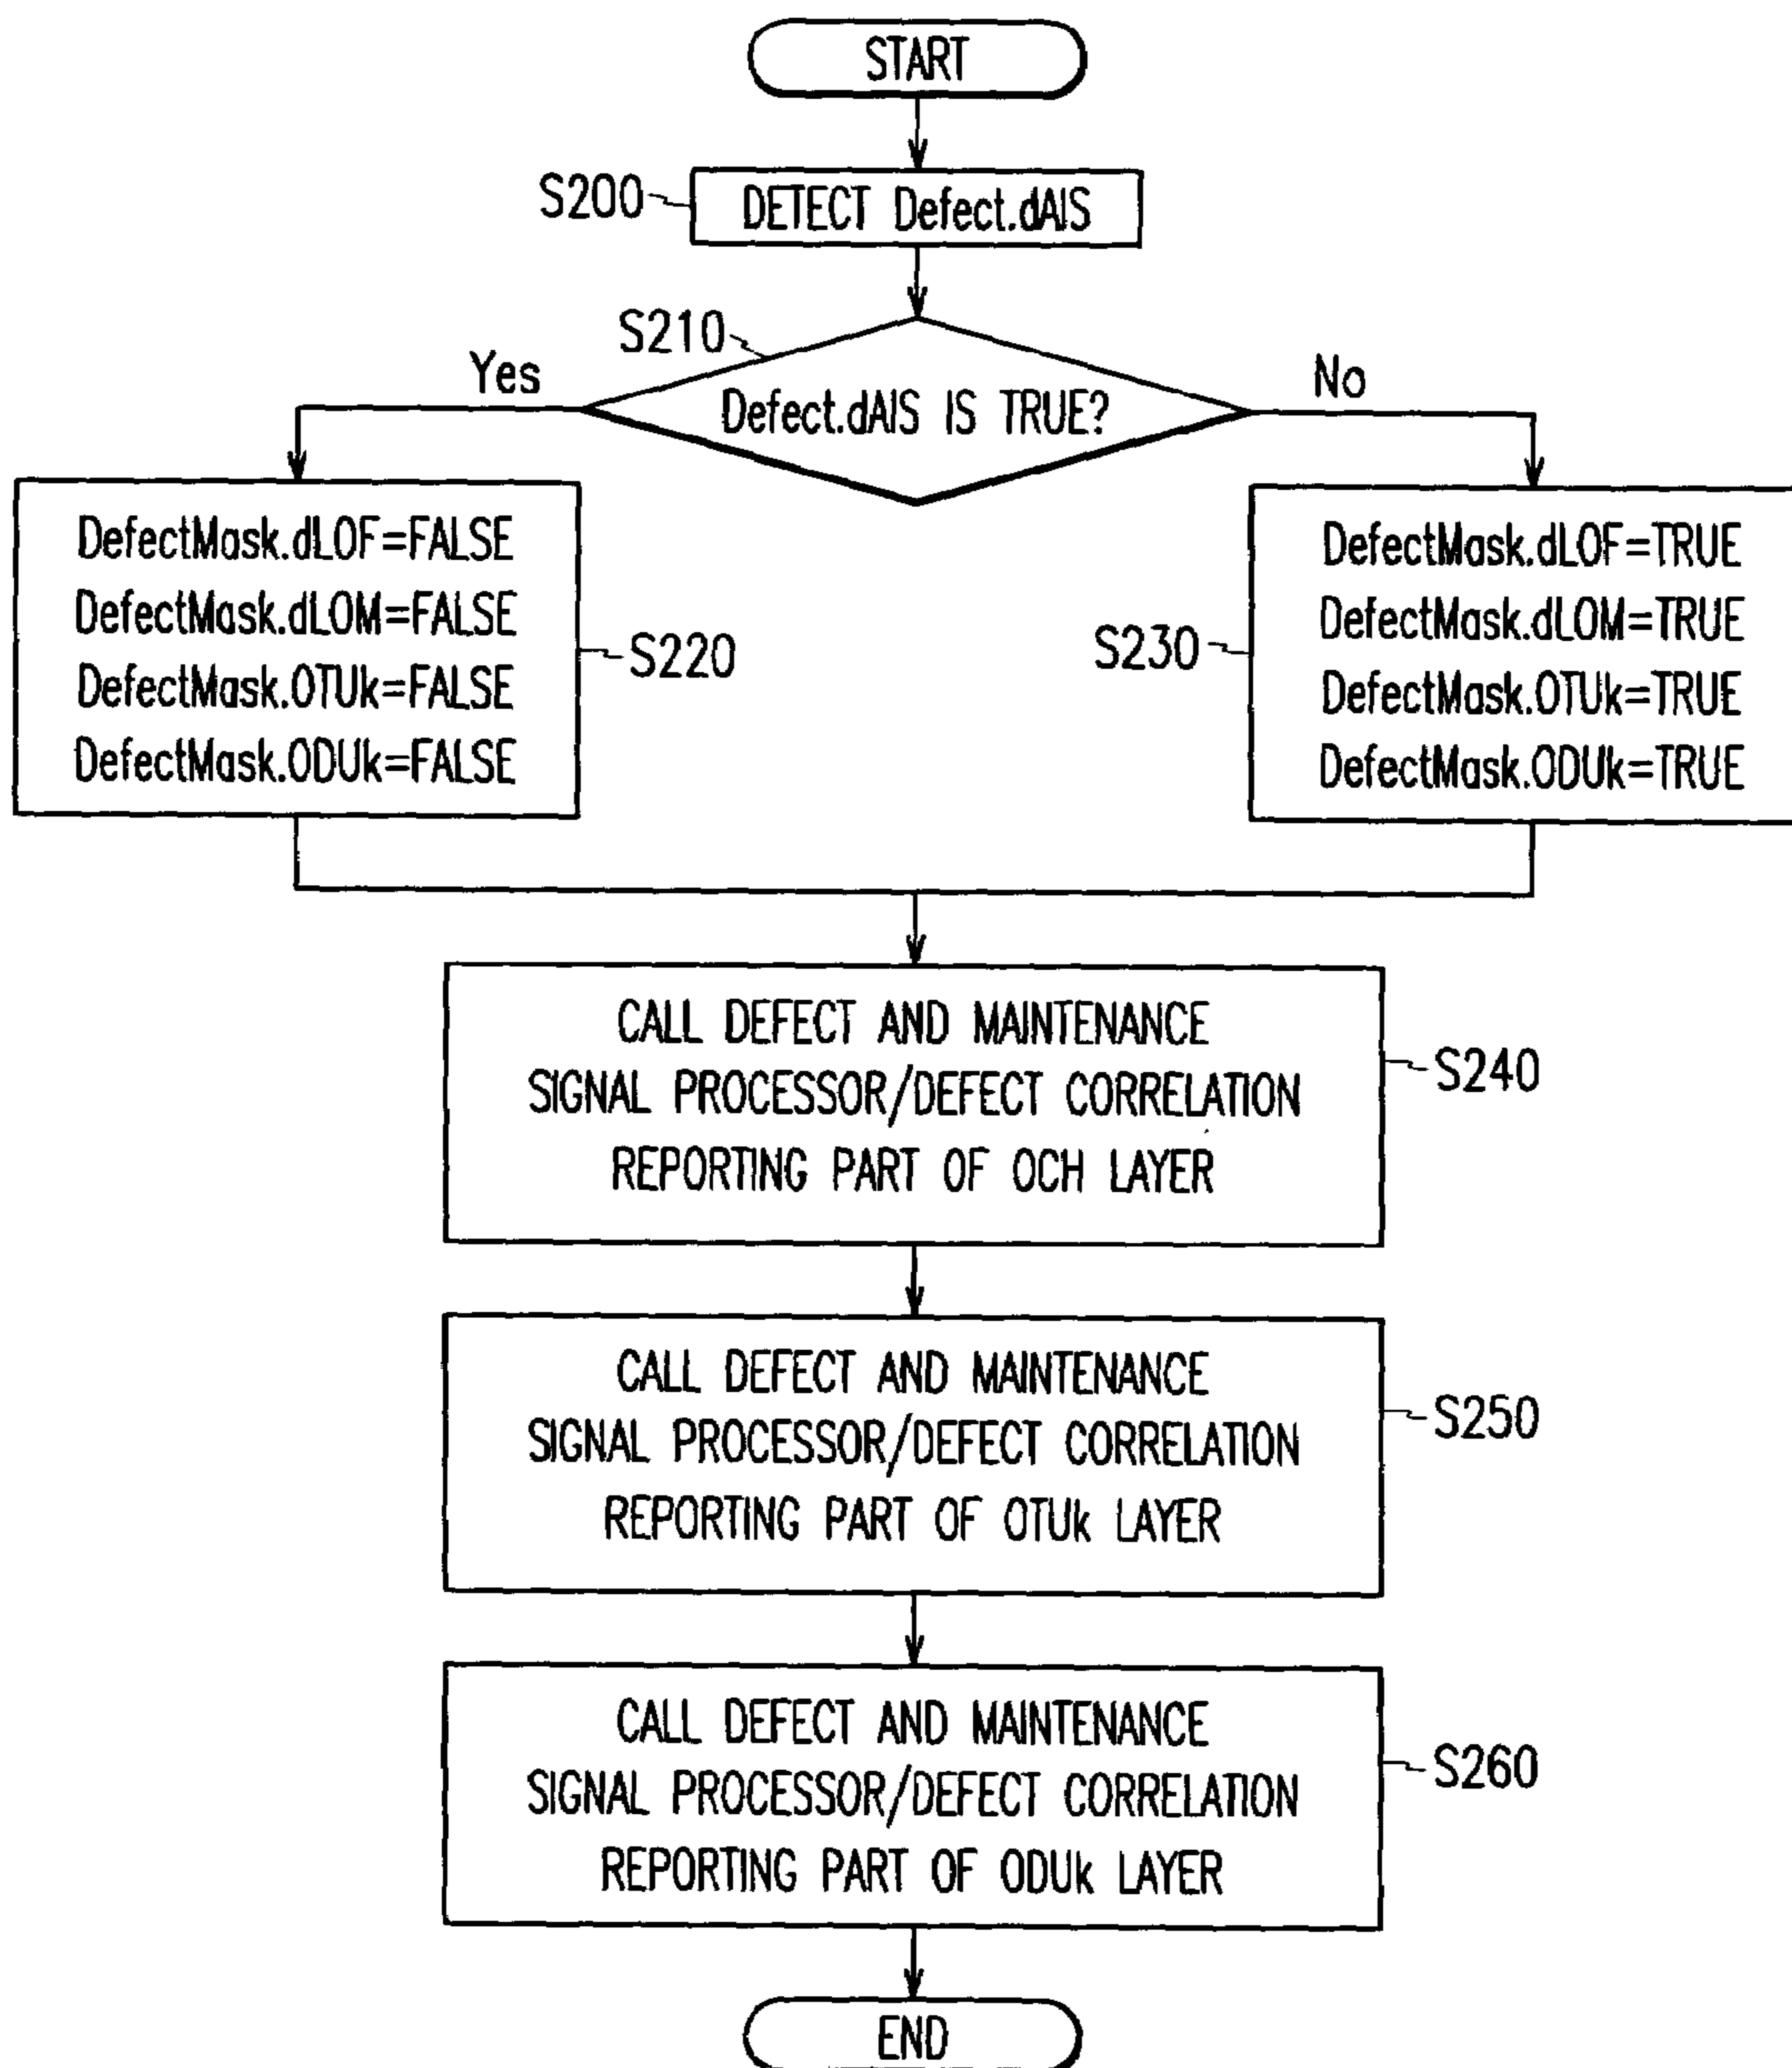 START
S200
DETECT Defect.dAIS
S210
Yes
Defect.dAIS IS TRUE?
No
DefectMask.dLOF=FALSE
DefectMask.dLOM=FALSE
DefectMask.OTUk=FALSE
DefectMask.ODUk=FALSE
S220
S230
DefectMask.dLOF=TRUE
DefectMask.dLOM=TRUE
DefectMask.OTUk=TRUE
DefectMask.ODUk=TRUE
CALL DEFECT AND MAINTENANCE
SIGNAL PROCESSOR/DEFECT CORRELATION
REPORTING PART OF OCH LAYER
S240
CALL DEFECT AND MAINTENANCE
SIGNAL PROCESSOR/DEFECT CORRELATION
REPORTING PART OF OTUk LAYER
S250
CALL DEFECT AND MAINTENANCE
SIGNAL PROCESSOR/DEFECT CORRELATION
REPORTING PART OF ODUk LAYER
S260
END